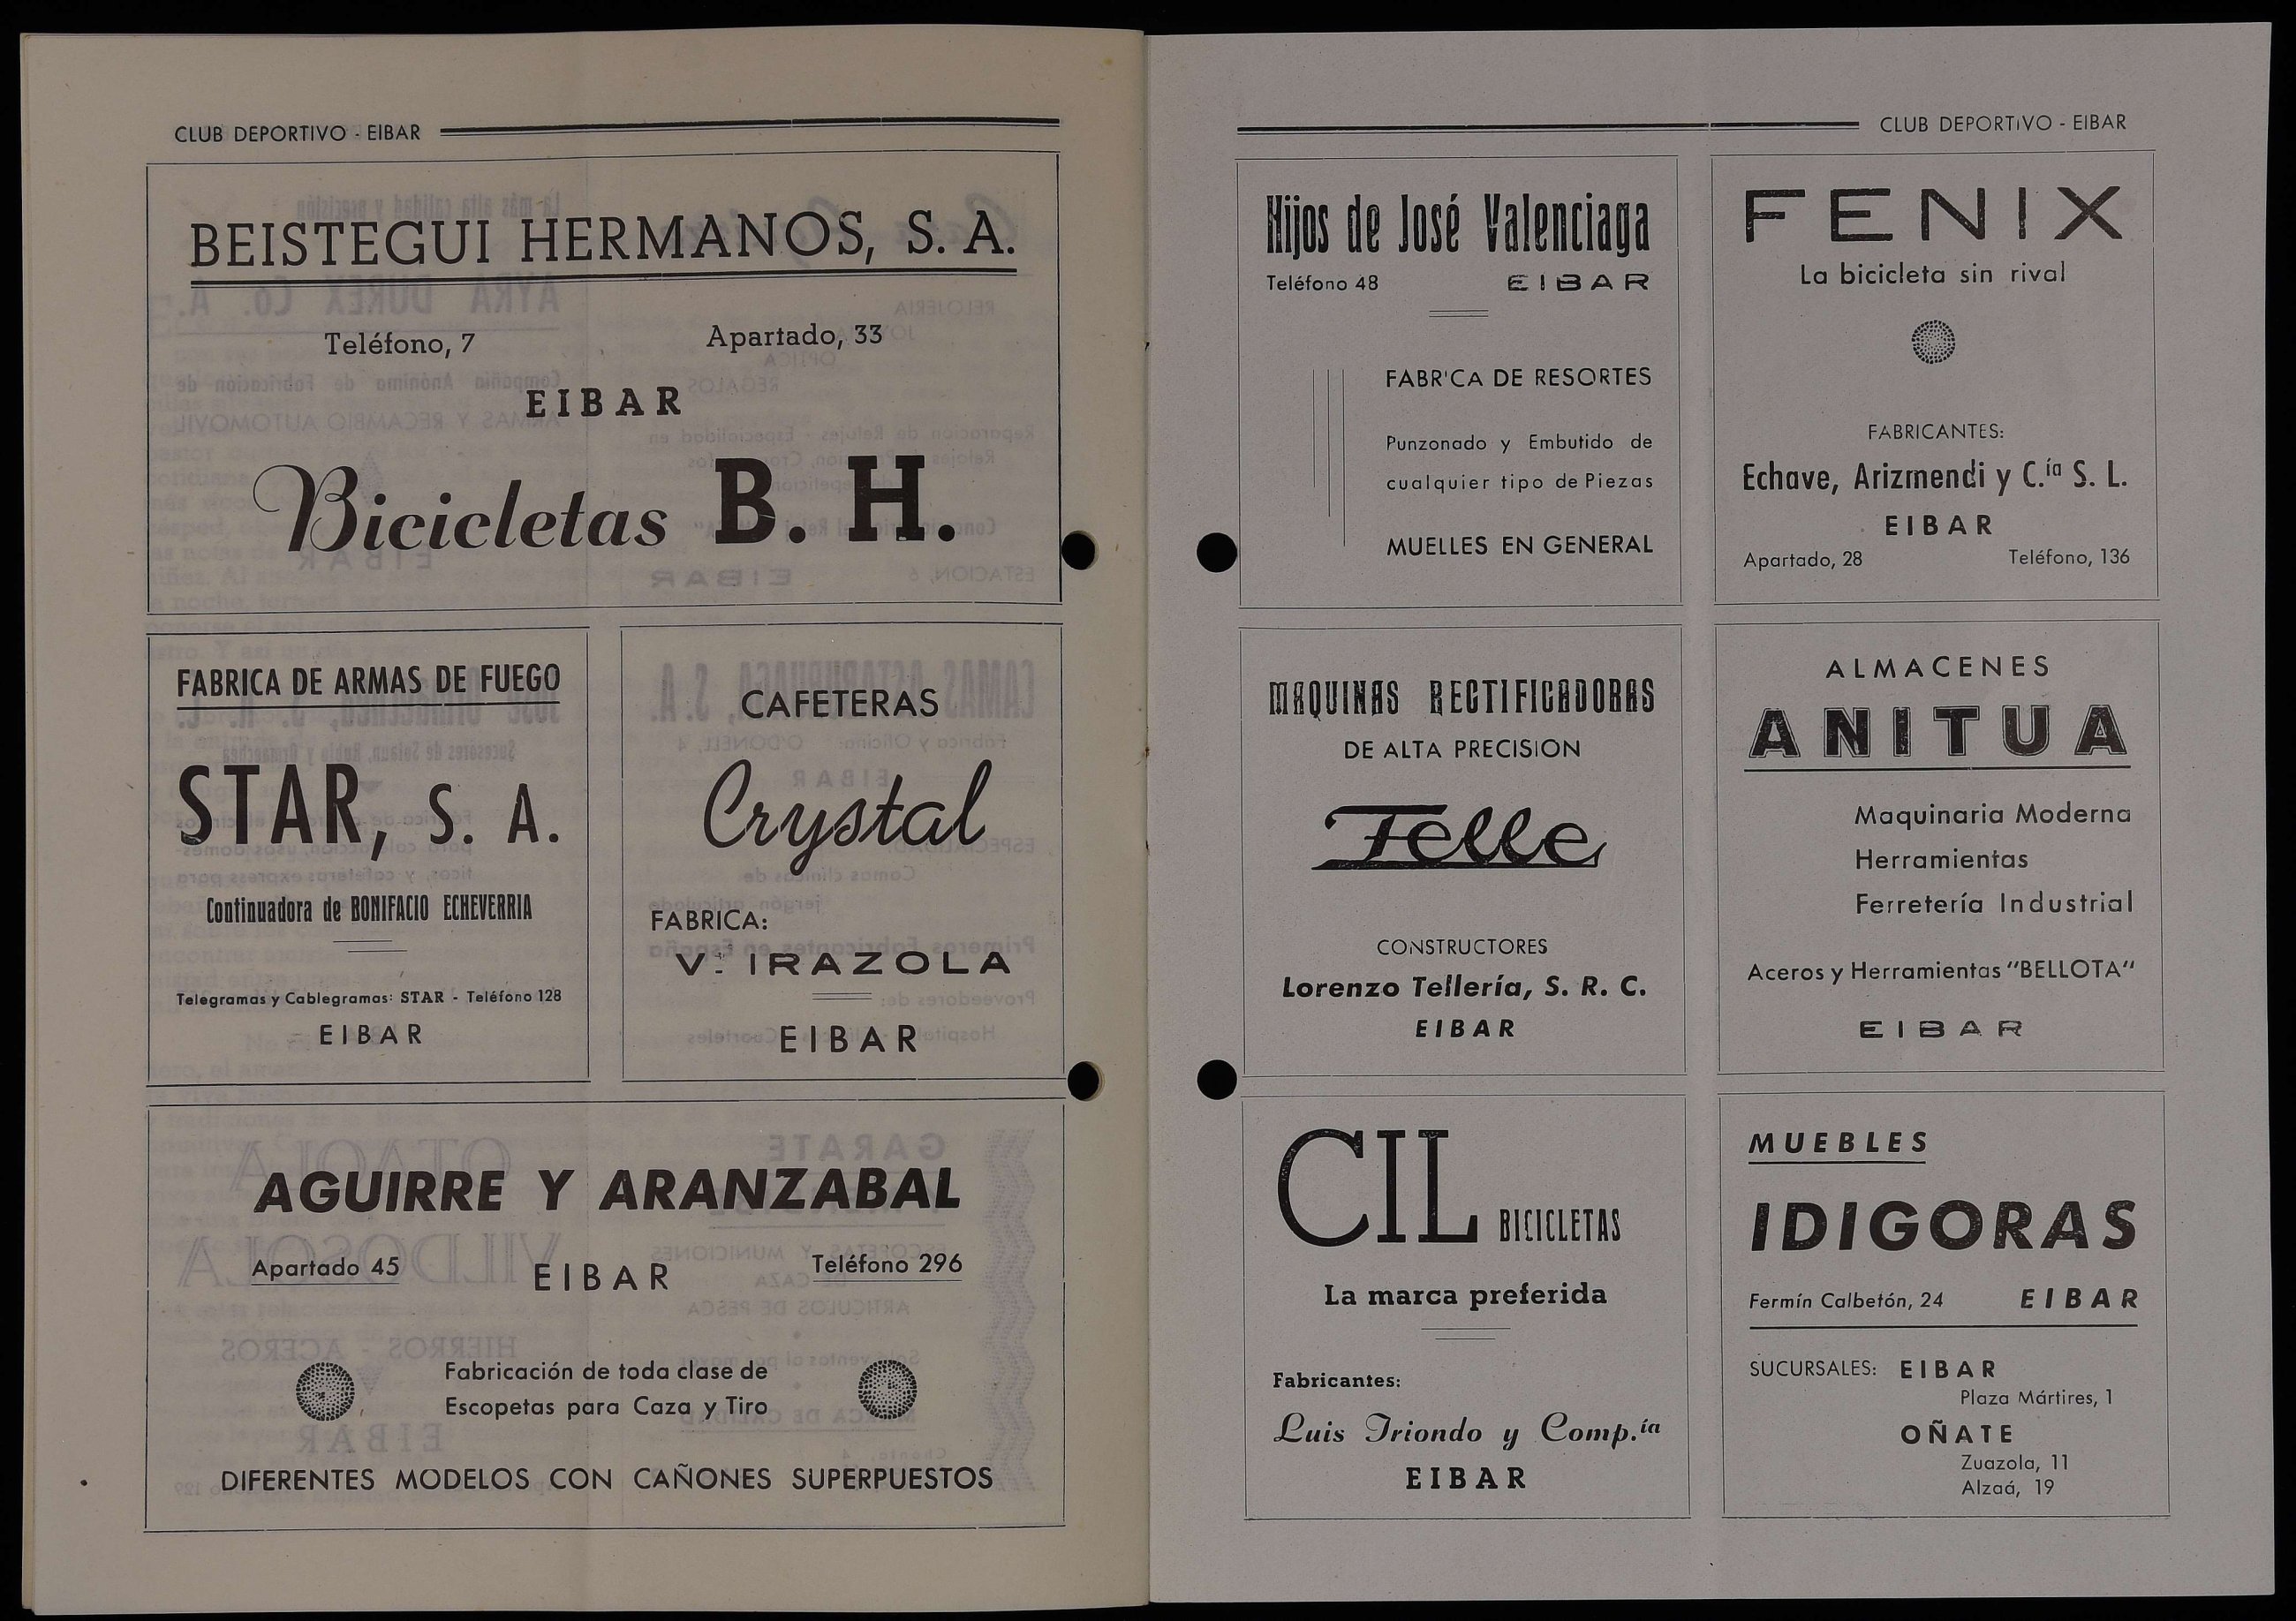 CLUB DEPORTIVO - EIBAR
BEISTEGUI HERMANOS, S. A.
Teléfono, 7 Apartado, 33
EIBAR
Bicicletas B. H.
FABRICA DE ARMAS DE FUEGO
STAR, S. A.
Continuadora de BONIFACIO ECHEVERRIA
Telegramas y Cablegramas: STAR - Teléfono 128
EIBAR
CAFETERAS
Crystal
FABRICA:
V. IRAZOLA
EIBAR
AGUIRRE Y ARANZABAL
Apartado 45 EIBAR Teléfono 296
Fabricación de toda clase de
Escopetas para Caza y Tiro
DIFERENTES MODELOS CON CAÑONES SUPERPUESTOS
CLUB DEPORTIVO - EIBAR
Hijos de José Valenciaga
Teléfono 48 EIBAR
FABR'CA DE RESORTES
Punzonado y Embutido de
cualquier tipo de Piezas
MUELLES EN GENERAL
FENIX
La bicicleta sin rival
FABRICANTES:
Echave, Arizmendi y C.ía S. L.
EIBAR
Apartado, 28 Teléfono, 136
MAQUINAS RECTIFICADORAS
DE ALTA PRECISION
Telle
CONSTRUCTORES
Lorenzo Tellería, S. R. C.
EIBAR
ALMACENES
ANITUA
Maquinaria Moderna
Herramientas
Ferretería Industrial
Aceros y Herramientas "BELLOTA"
EIBAR
CIL BICICLETAS
La marca preferida
Fabricantes:
Luis Iriondo y Comp.ía
EIBAR
MUEBLES
IDIGORAS
Fermín Calbetón, 24 EIBAR
SUCURSALES: EIBAR
Plaza Mártires, 1
OÑATE
Zuazola, 11
Alzaá, 19